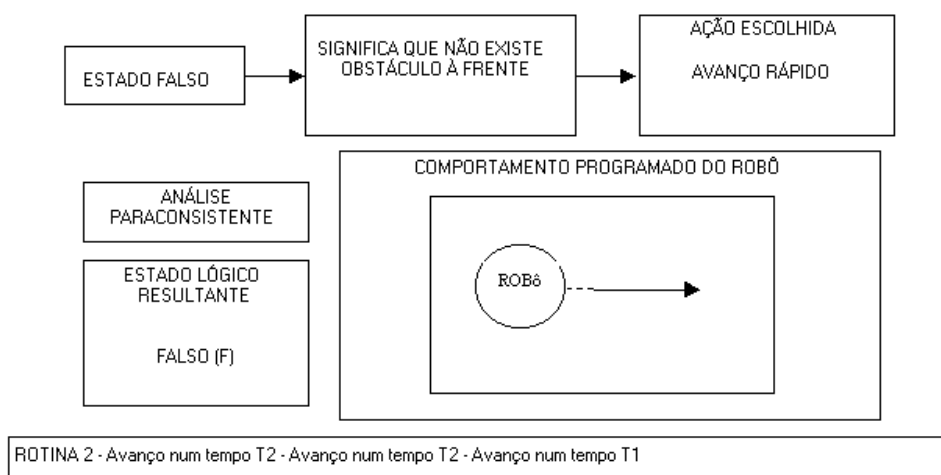 ESTADO FALSO
SIGNIFICA QUE NÃO EXISTE
OBSTÁCULO À FRENTE
AÇÃO ESCOLHIDA
AVANÇO RÁPIDO
ANÁLISE
PARACONSISTENTE
ESTADO LÓGICO
RESULTANTE
FALSO (F)
COMPORTAMENTO PROGRAMADO DO ROBÔ
ROBô
ROTINA 2 - Avanço num tempo T2 - Avanço num tempo T2 - Avanço num tempo T1